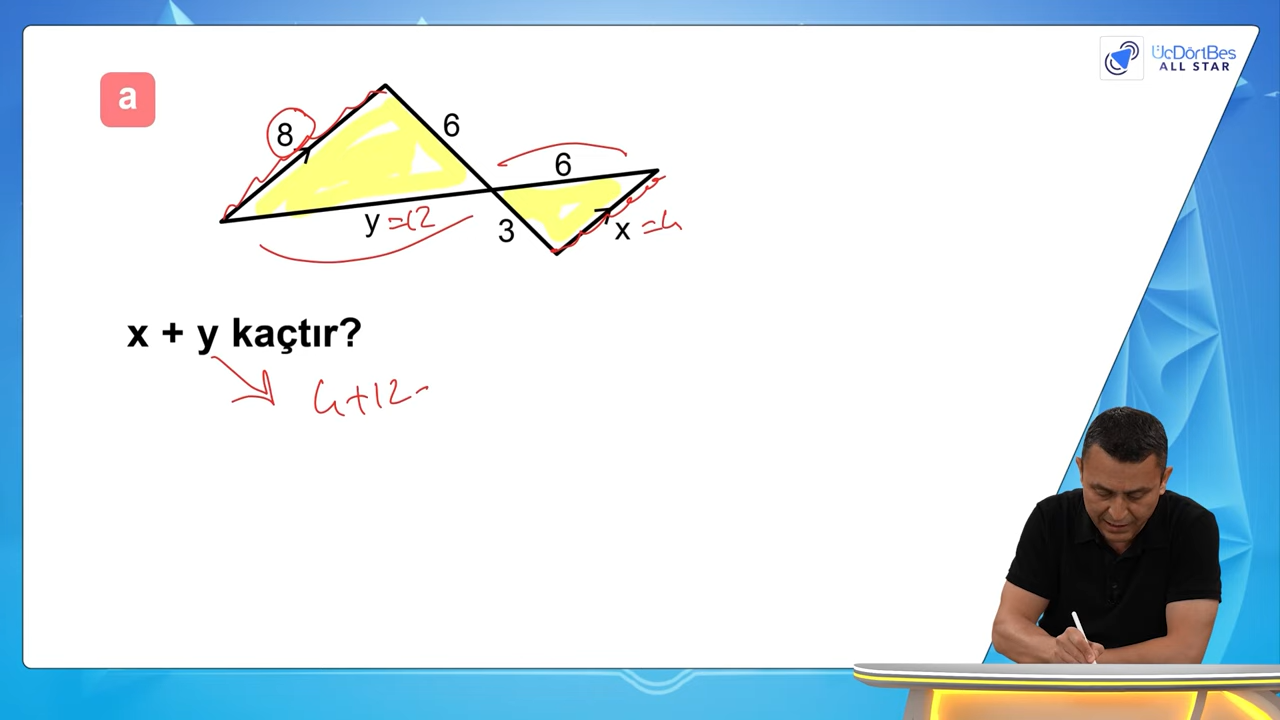 a
ÜçDörtBeş
ALL STAR
8
6
6
y =12
3
x =4
x + y kaçtır?
4+12=